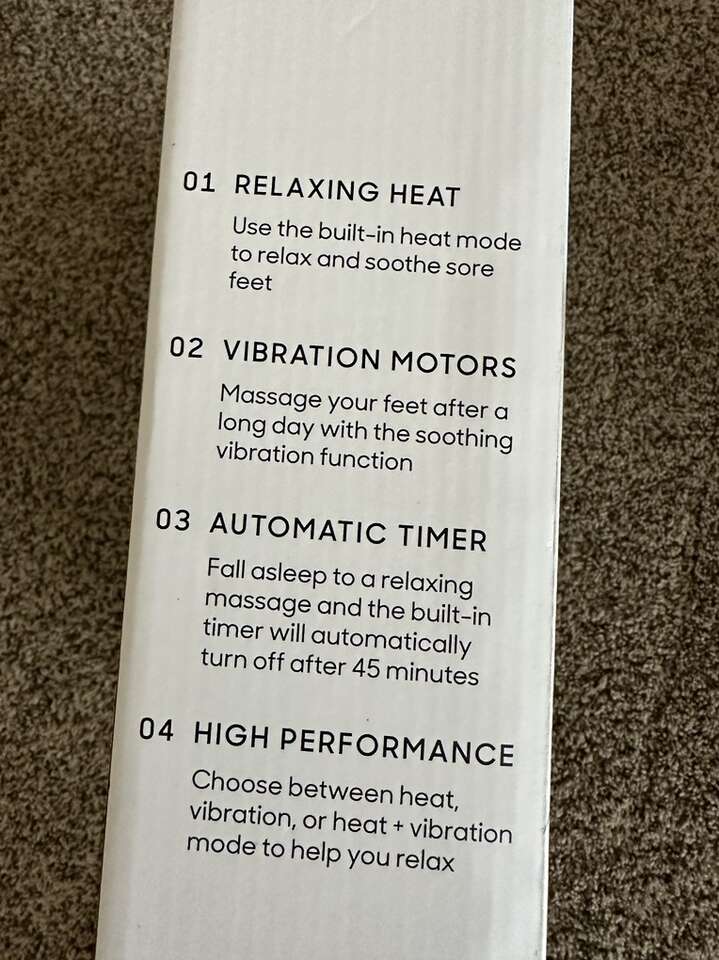 01 RELAXING HEAT
Use the built-in heat mode
to relax and soothe sore
feet
02 VIBRATION MOTORS
Massage your feet after a
long day with the soothing
vibration function
03 AUTOMATIC TIMER
Fall asleep to a relaxing
massage and the built-in
timer will automatically
turn off after 45 minutes
04 HIGH PERFORMANCE
Choose between heat,
vibration, or heat + vibration
mode to help you relax